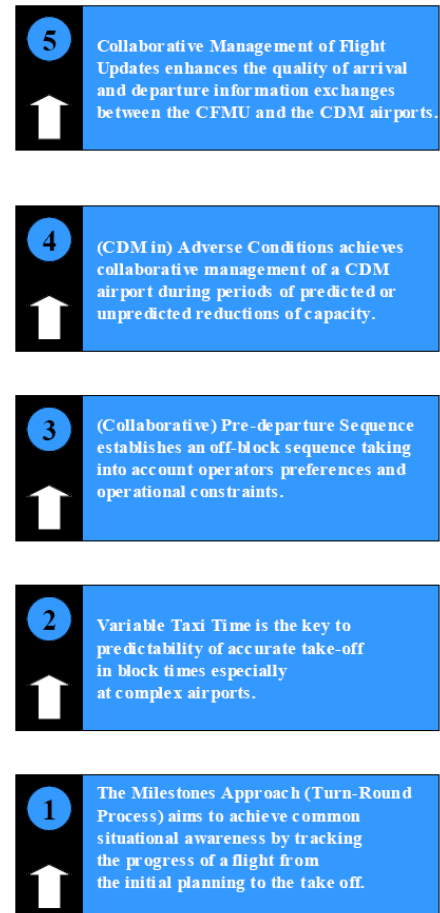 5
Collaborative Management of Flight
Updates enhances the quality of arrival
and departure information exchanges
between the CFMU and the CDM airports.
4
(CDM in) Adverse Conditions achieves
collaborative management of a CDM
airport during periods of predicted or
unpredicted reductions of capacity.
3
(Collaborative) Pre-departure Sequence
establishes an off-block sequence taking
into account operators preferences and
operational constraints.
2
Variable Taxi Time is the key to
predictability of accurate take-off
in block times especially
at complex airports.
1
The Milestones Approach (Turn-Round
Process) aims to achieve common
situational awareness by tracking
the progress of a flight from
the initial planning to the take off.